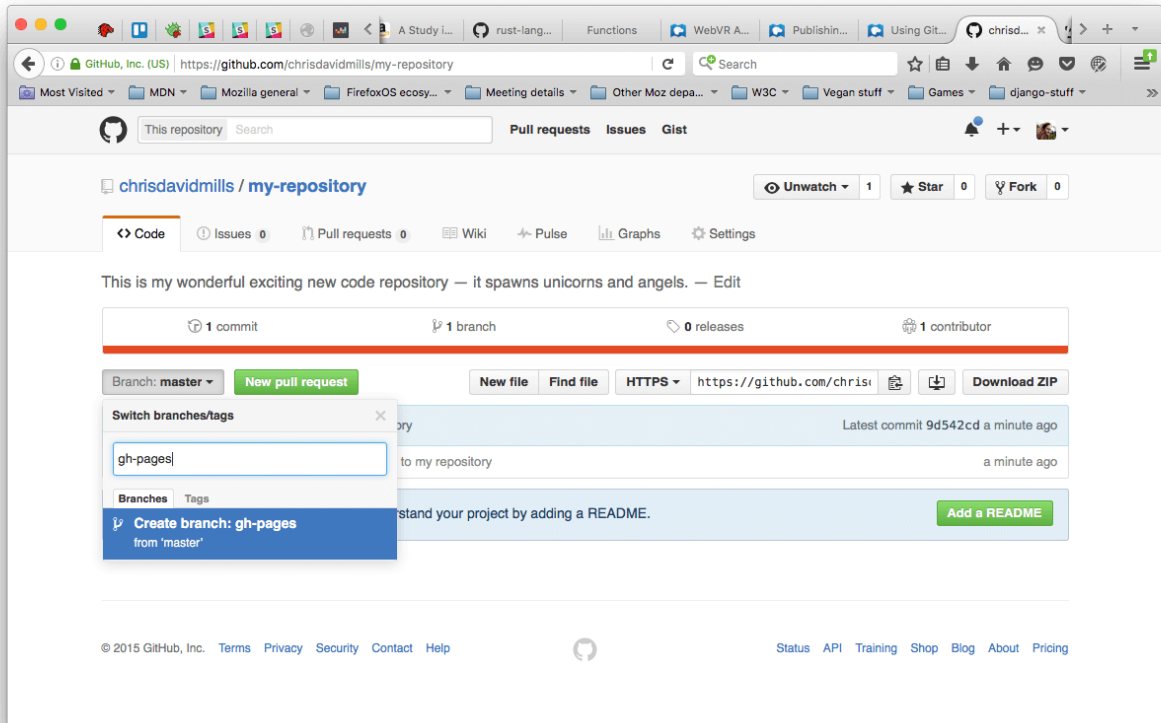 A Study i...
rust-lang...
Functions
WebVR A...
Publishin...
Using Git...
chrisd...
GitHub, Inc. (US)
https://github.com/chrisdavidmills/my-repository
Search
Most Visited
MDN
Mozilla general
FirefoxOS ecosy...
Meeting details
Other Moz depa...
W3C
Vegan stuff
Games
django-stuff
This repository
Search
Pull requests
Issues
Gist
chrisdavidmills / my-repository
Unwatch 1
Star 0
Fork 0
Code
Issues 0
Pull requests 0
Wiki
Pulse
Graphs
Settings
This is my wonderful exciting new code repository — it spawns unicorns and angels. — Edit
1 commit
1 branch
0 releases
1 contributor
Branch: master
New pull request
New file
Find file
HTTPS
https://github.com/chris
Download ZIP
Switch branches/tags
ory
Latest commit 9d542cd a minute ago
gh-pages
to my repository
a minute ago
Branches
Tags
Create branch: gh-pages
from 'master'
rstand your project by adding a README.
Add a README
© 2015 GitHub, Inc.
Terms
Privacy
Security
Contact
Help
Status
API
Training
Shop
Blog
About
Pricing